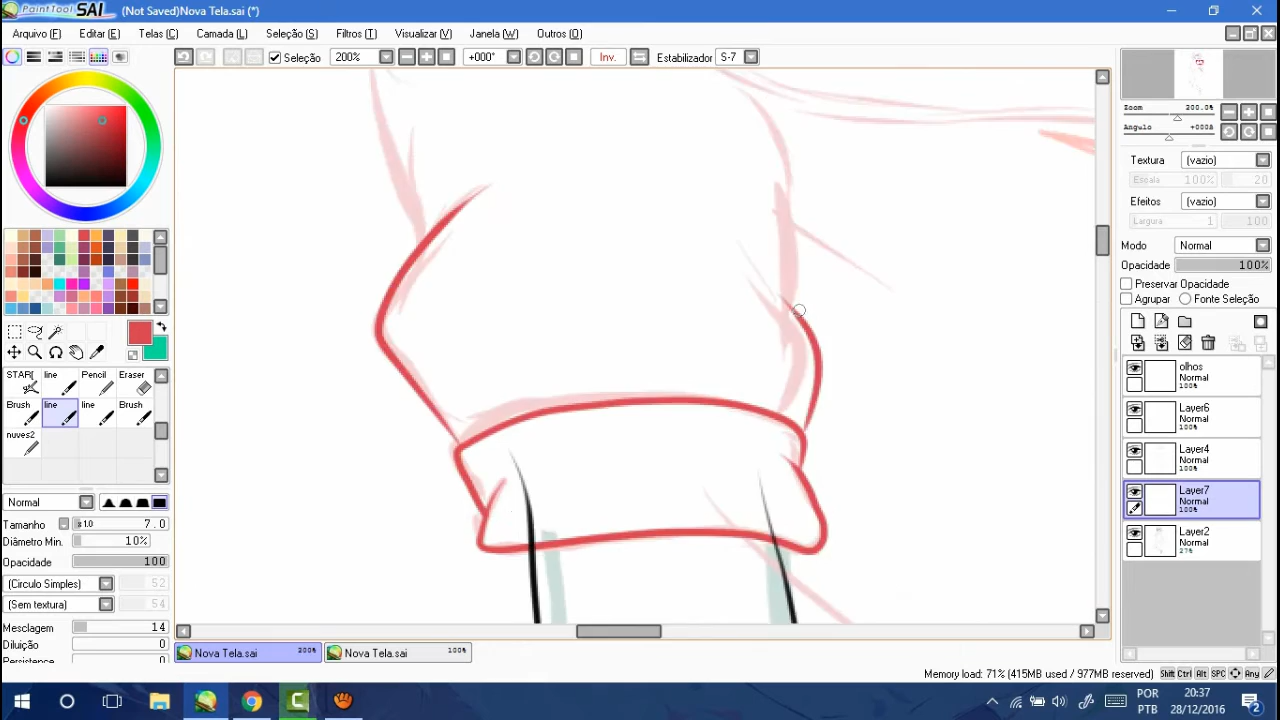 PaintTool SAI (Not Saved)Nova Tela.sai (*)
Arquivo (F) Editar (E) Telas (C) Camada (L) Seleção (S) Filtros (T) Visualizar (V) Janela (W) Outros (O)
Seleção 200% +000° Inv. Estabilizador S-7
Zoom 200.0%
Angulo +000Â
Textura (vazio)
Escala 100% 20
Efeitos (vazio)
Largura 1 100
Modo Normal
Opacidade 100%
Preservar Opacidade
Agrupar Fonte Seleção
olhos
Normal
100%
Layer6
Normal
100%
Layer4
Normal
100%
Layer7
Normal
100%
Layer2
Normal
27%
STAR[ line Pencil Eraser
Brush line line Brush
nuves2
Normal
Tamanho x1.0 7.0
Diâmetro Min. 10%
Opacidade 100
(Circulo Simples) 52
(Sem textura) 54
Mesclagem 14
Diluição 0
Persistence 0
Nova Tela.sai 200% Nova Tela.sai 100%
Memory load: 71% (415MB used / 977MB reserved) Shift Ctrl Alt SPC Any
POR
PTB
20:37
28/12/2016
2